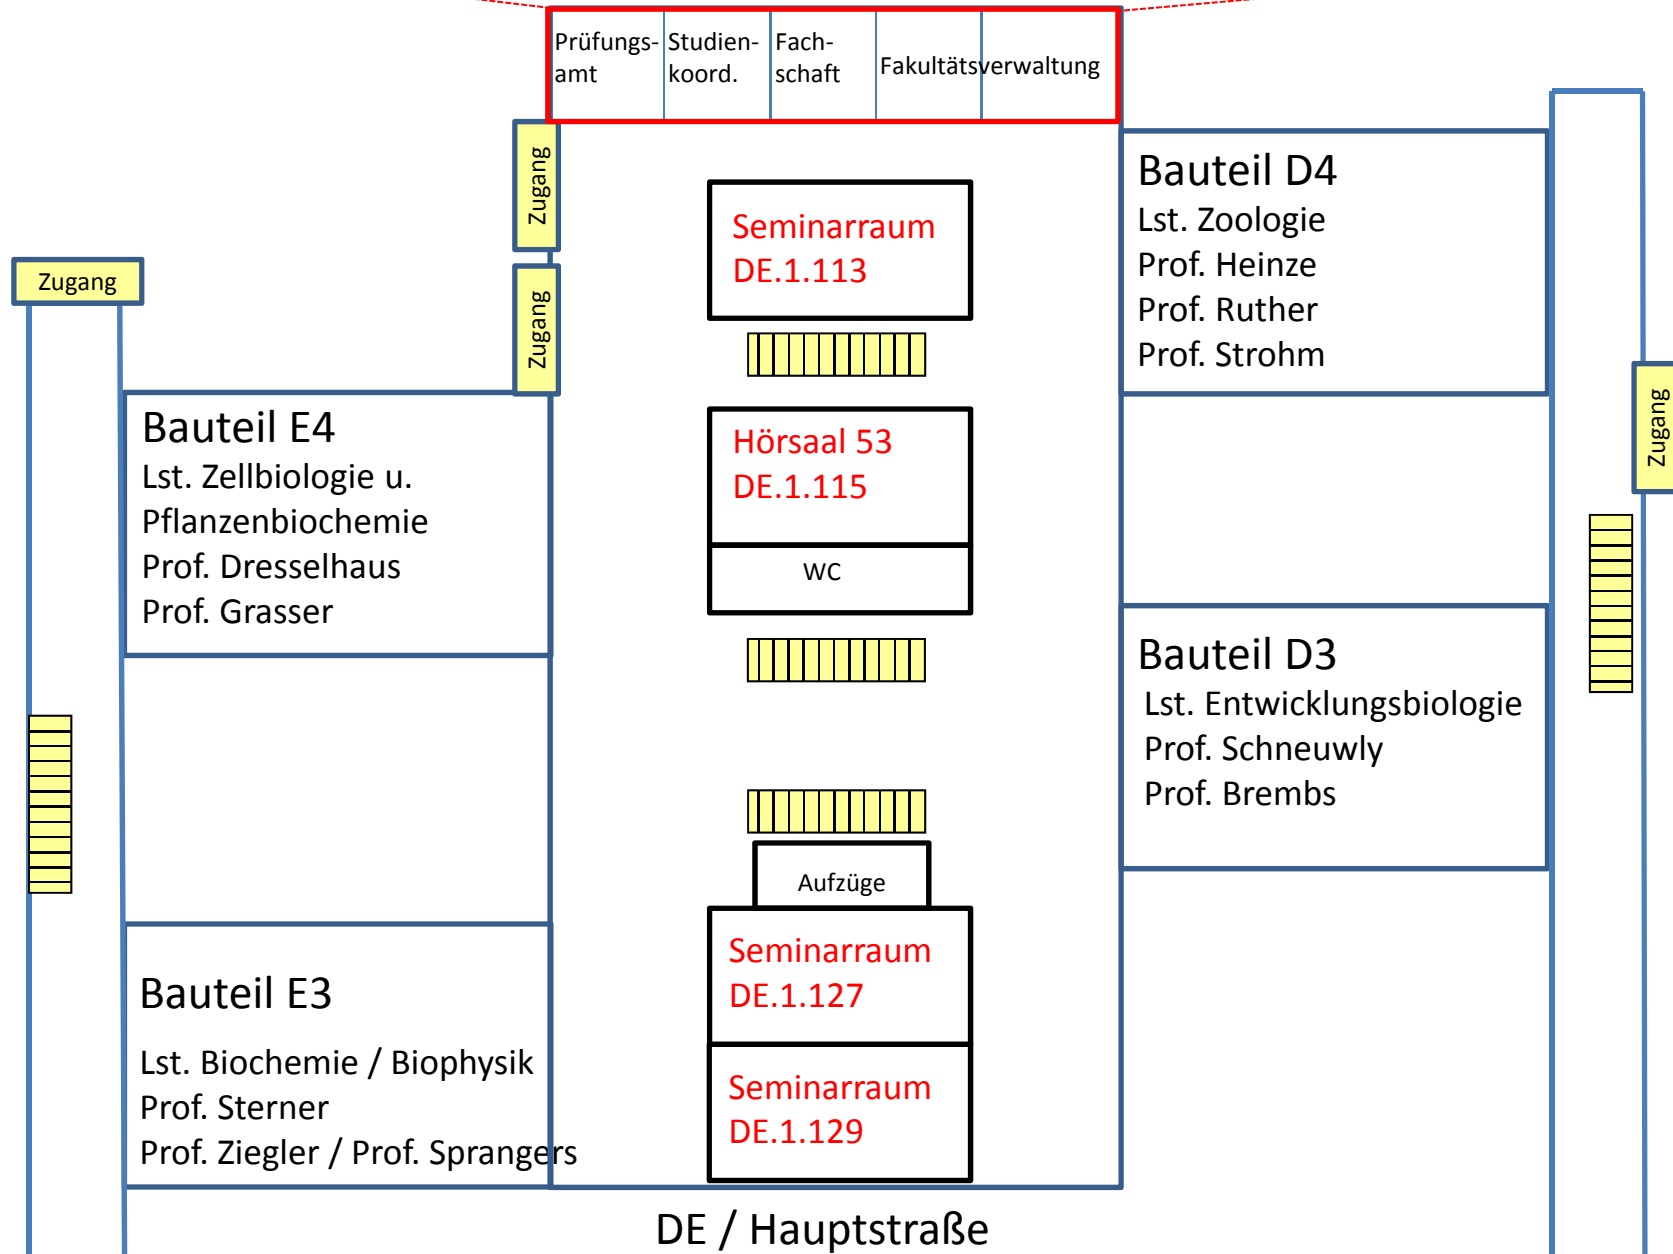 Prüfungs-
amt
Studien-
koord.
Fach-
schaft
Fakultätsverwaltung
Zugang
Zugang
Zugang
Zugang
Seminarraum
DE.1.113
Bauteil D4
Lst. Zoologie
Prof. Heinze
Prof. Ruther
Prof. Strohm
Bauteil E4
Lst. Zellbiologie u.
Pflanzenbiochemie
Prof. Dresselhaus
Prof. Grasser
Hörsaal 53
DE.1.115
WC
Bauteil D3
Lst. Entwicklungsbiologie
Prof. Schneuwly
Prof. Brembs
Aufzüge
Bauteil E3
Lst. Biochemie / Biophysik
Prof. Sterner
Prof. Ziegler / Prof. Sprangers
Seminarraum
DE.1.127
Seminarraum
DE.1.129
DE / Hauptstraße